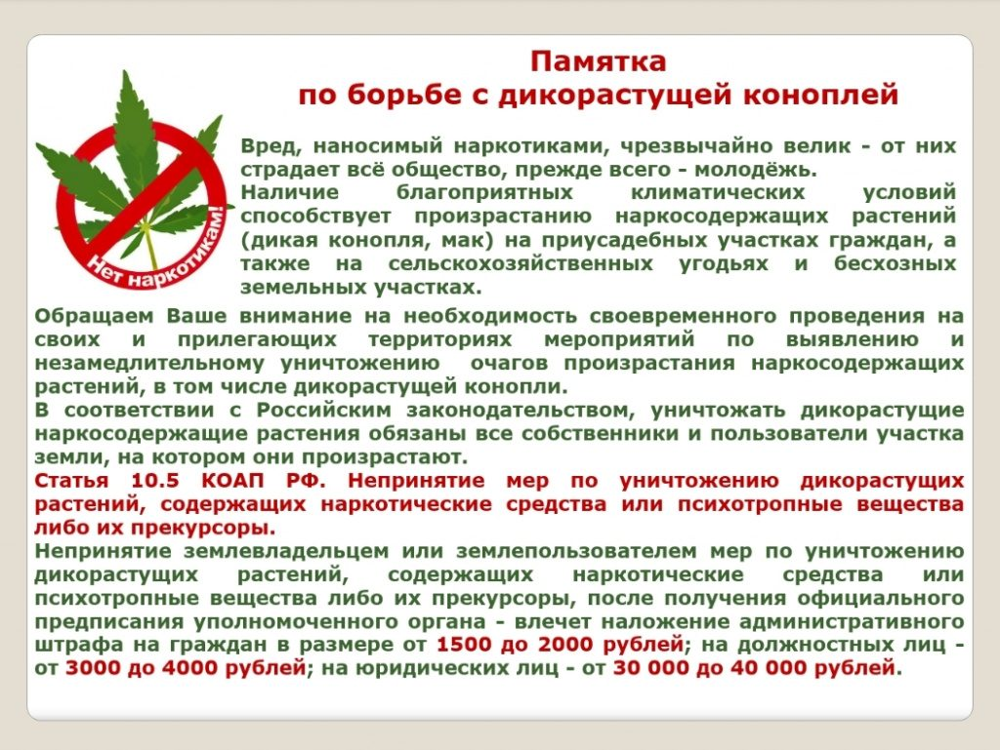 Памятка
по борьбе с дикорастущей коноплей
Нет наркотикам!
Вред, наносимый наркотиками, чрезвычайно велик - от них
страдает всё общество, прежде всего - молодёжь.
Наличие благоприятных климатических условий
способствует произрастанию наркосодержащих растений
(дикая конопля, мак) на приусадебных участках граждан, а
также на сельскохозяйственных угодьях и бесхозных
земельных участках.
Обращаем Ваше внимание на необходимость своевременного проведения на
своих и прилегающих территориях мероприятий по выявлению и
незамедлительному уничтожению очагов произрастания наркосодержащих
растений, в том числе дикорастущей конопли.
В соответствии с Российским законодательством, уничтожать дикорастущие
наркосодержащие растения обязаны все собственники и пользователи участка
земли, на котором они произрастают.
Статья 10.5 КОАП РФ. Непринятие мер по уничтожению дикорастущих
растений, содержащих наркотические средства или психотропные вещества
либо их прекурсоры.
Непринятие землевладельцем или землепользователем мер по уничтожению
дикорастущих растений, содержащих наркотические средства или
психотропные вещества либо их прекурсоры, после получения официального
предписания уполномоченного органа - влечет наложение административного
штрафа на граждан в размере от 1500 до 2000 рублей; на должностных лиц -
от 3000 до 4000 рублей; на юридических лиц - от 30 000 до 40 000 рублей.